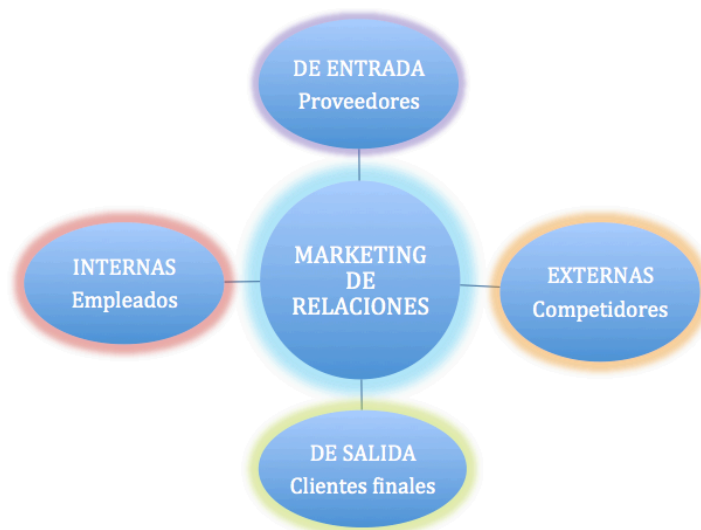 DE ENTRADA
Proveedores
INTERNAS
Empleados
MARKETING
DE
RELACIONES
EXTERNAS
Competidores
DE SALIDA
Clientes finales